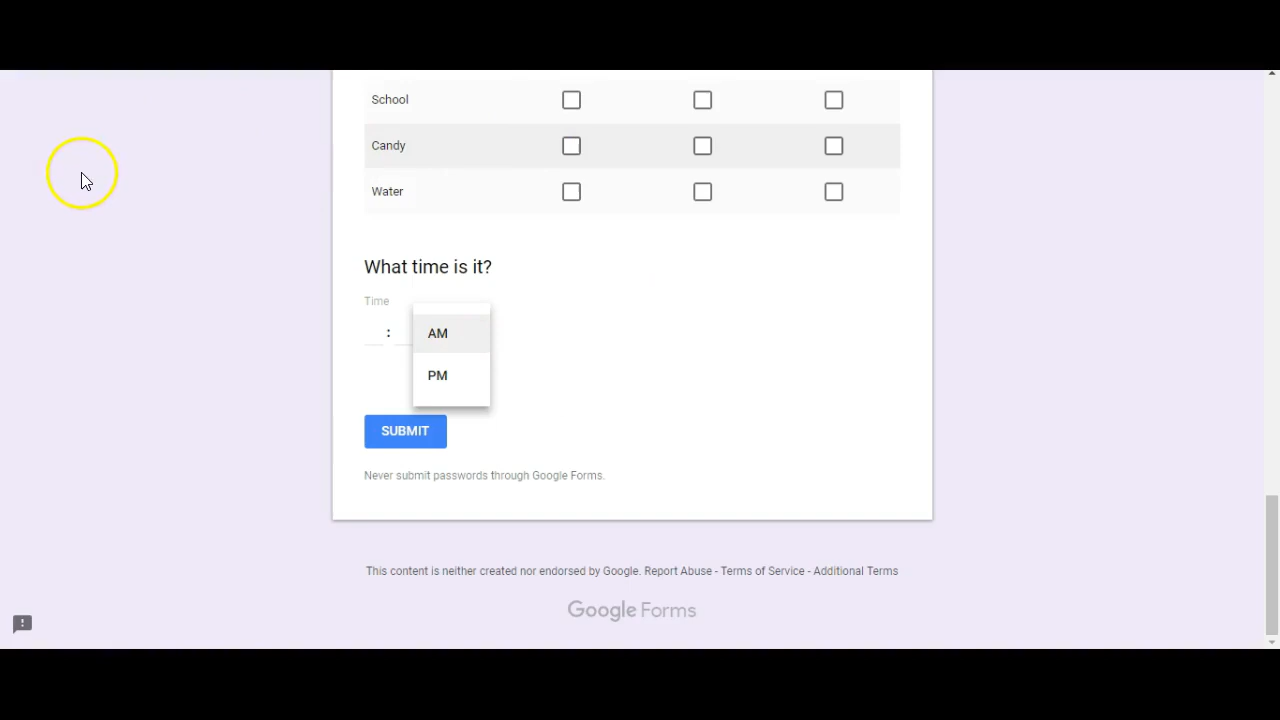 School
Candy
Water
What time is it?
Time
:
AM
PM
SUBMIT
Never submit passwords through Google Forms.
This content is neither created nor endorsed by Google. Report Abuse - Terms of Service - Additional Terms
Google Forms